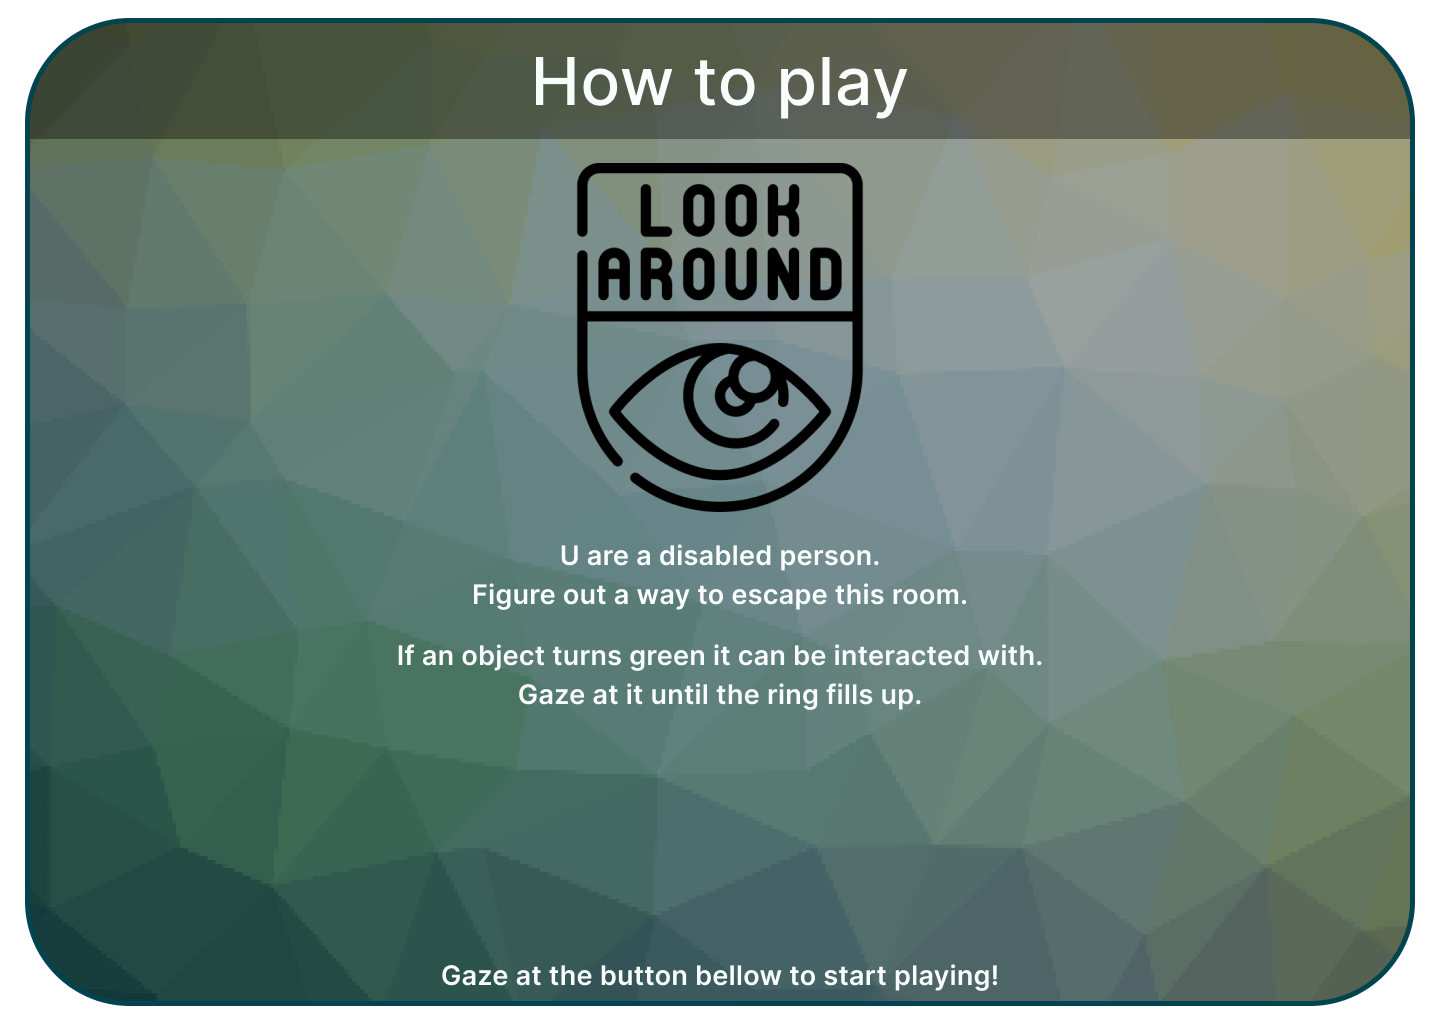 How to play
LOOK
AROUND
U are a disabled person.
Figure out a way to escape this room.
If an object turns green it can be interacted with.
Gaze at it until the ring fills up.
Gaze at the button bellow to start playing!